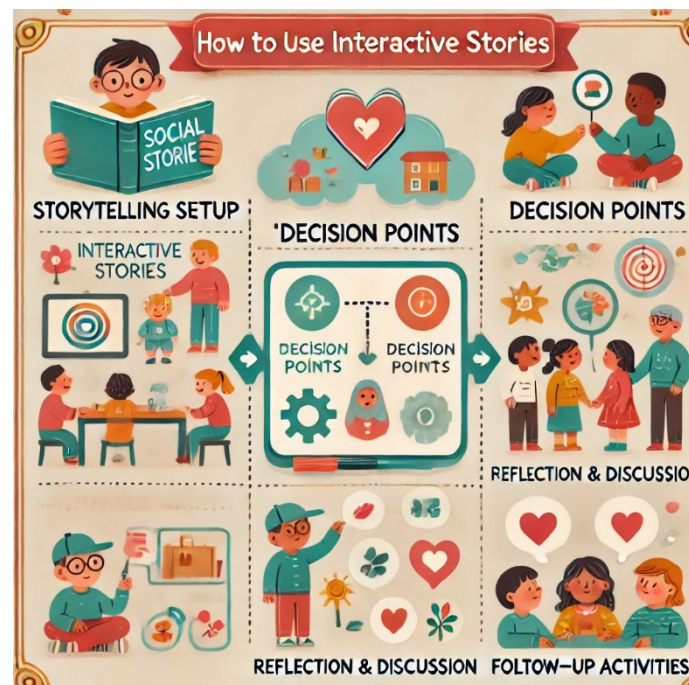 How to Use Interactive Stories
SOCIAL
STORIE
STORYTELLING SETUP
'DECISION POINTS
DECISION POINTS
INTERACTIVE
STORIES
DECISION
POINTS
DECISION
POINTS
REFLECTION & DISCUSSIO
REFLECTION & DISCUSSION
FOLTOW-UP ACTIVITIES